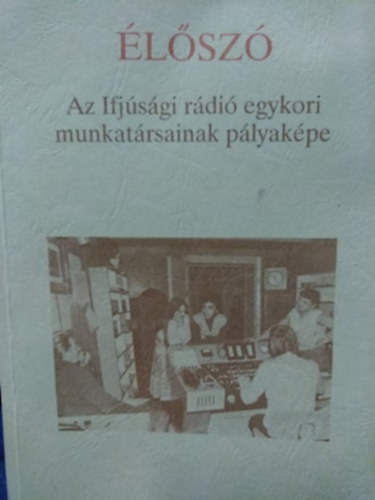 ÉLŐSZÓ
Az Ifjúsági rádió egykori
munkatársainak pályaképe